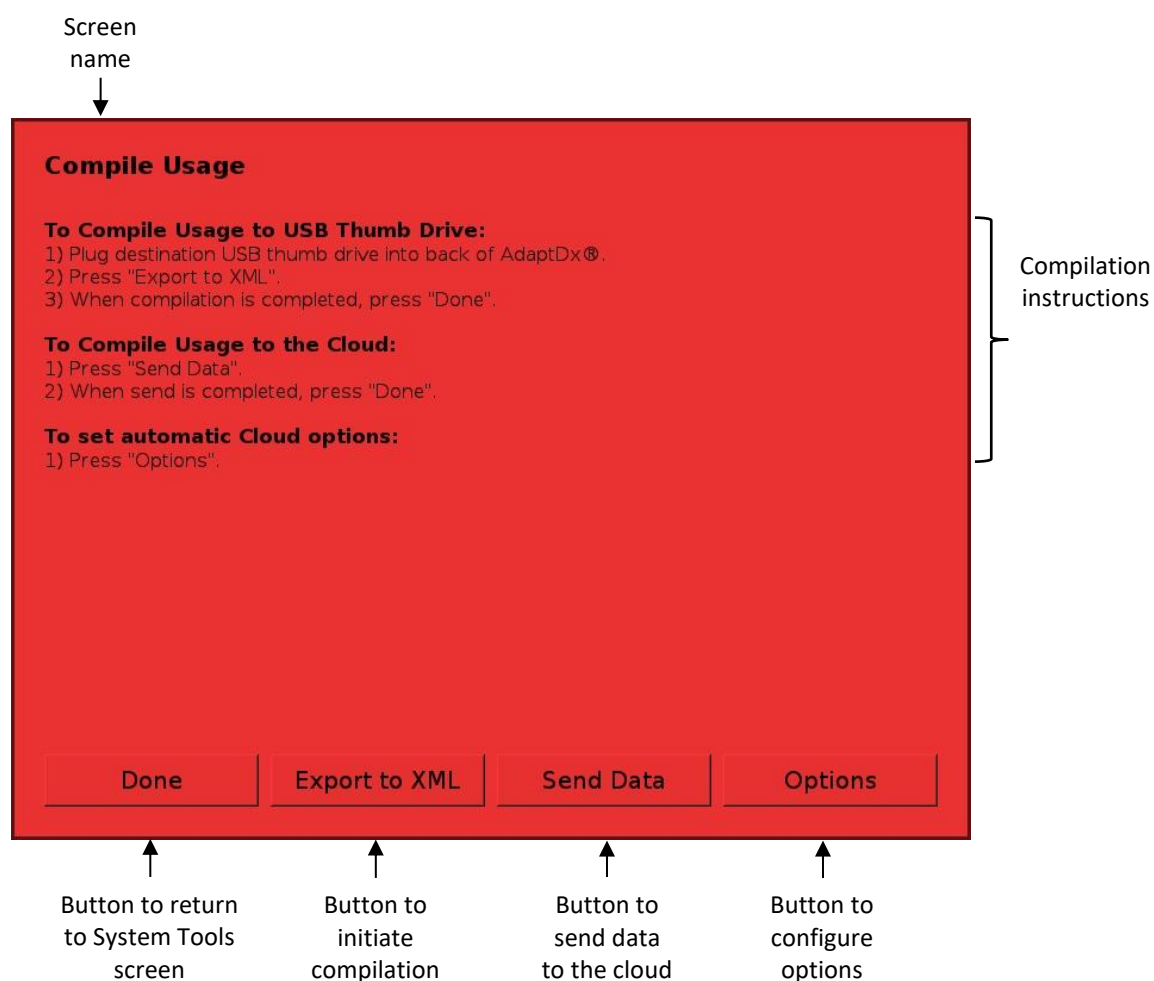 Screen
name
Compile Usage
To Compile Usage to USB Thumb Drive:
1) Plug destination USB thumb drive into back of AdaptDx®.
2) Press "Export to XML".
3) When compilation is completed, press "Done".
To Compile Usage to the Cloud:
1) Press "Send Data".
2) When send is completed, press "Done".
To set automatic Cloud options:
1) Press "Options".
Compilation
instructions
Done
Export to XML
Send Data
Options
Button to return
to System Tools
screen
Button to
initiate
compilation
Button to
send data
to the cloud
Button to
configure
options